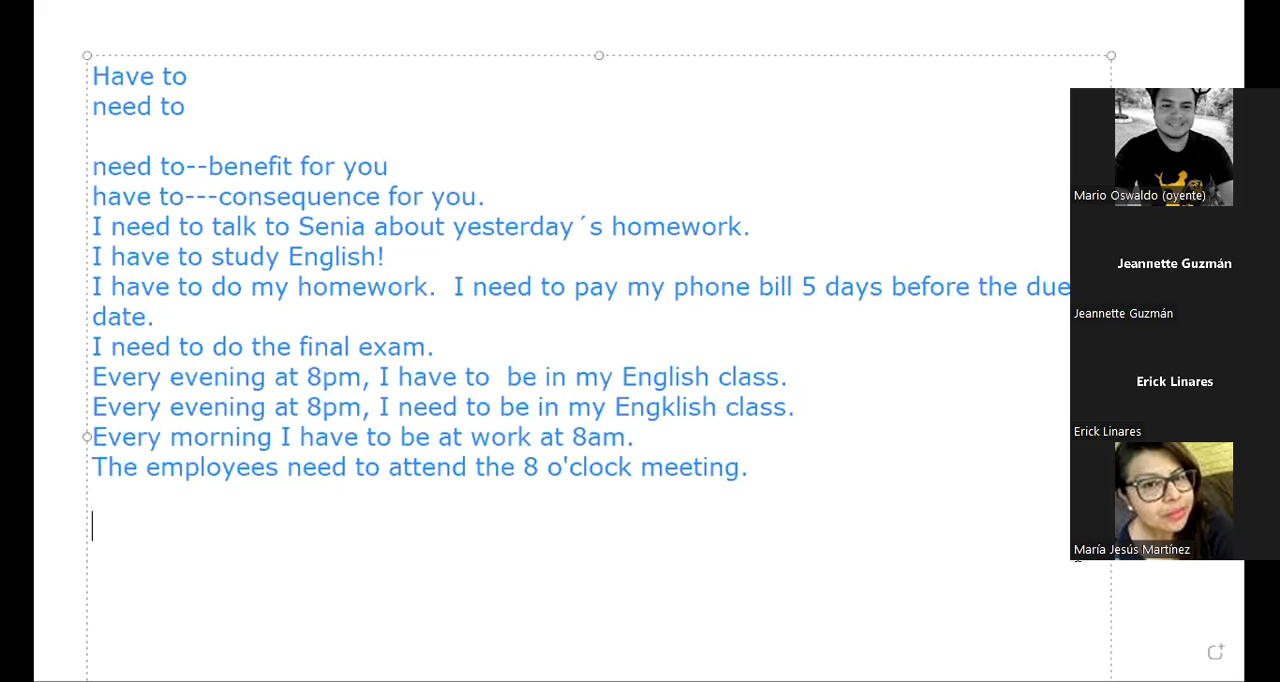 Have to
need to
need to--benefit for you
have to---consequence for you.
I need to talk to Senia about yesterday´s homework.
I have to study English!
I have to do my homework.  I need to pay my phone bill 5 days before the due
date.
I need to do the final exam.
Every evening at 8pm, I have to  be in my English class.
Every evening at 8pm, I need to be in my Engklish class.
Every morning I have to be at work at 8am.
The employees need to attend the 8 o'clock meeting.
Mario Oswaldo (oyente)
Jeannette Guzmán
Jeannette Guzmán
Erick Linares
Erick Linares
María Jesús Martínez